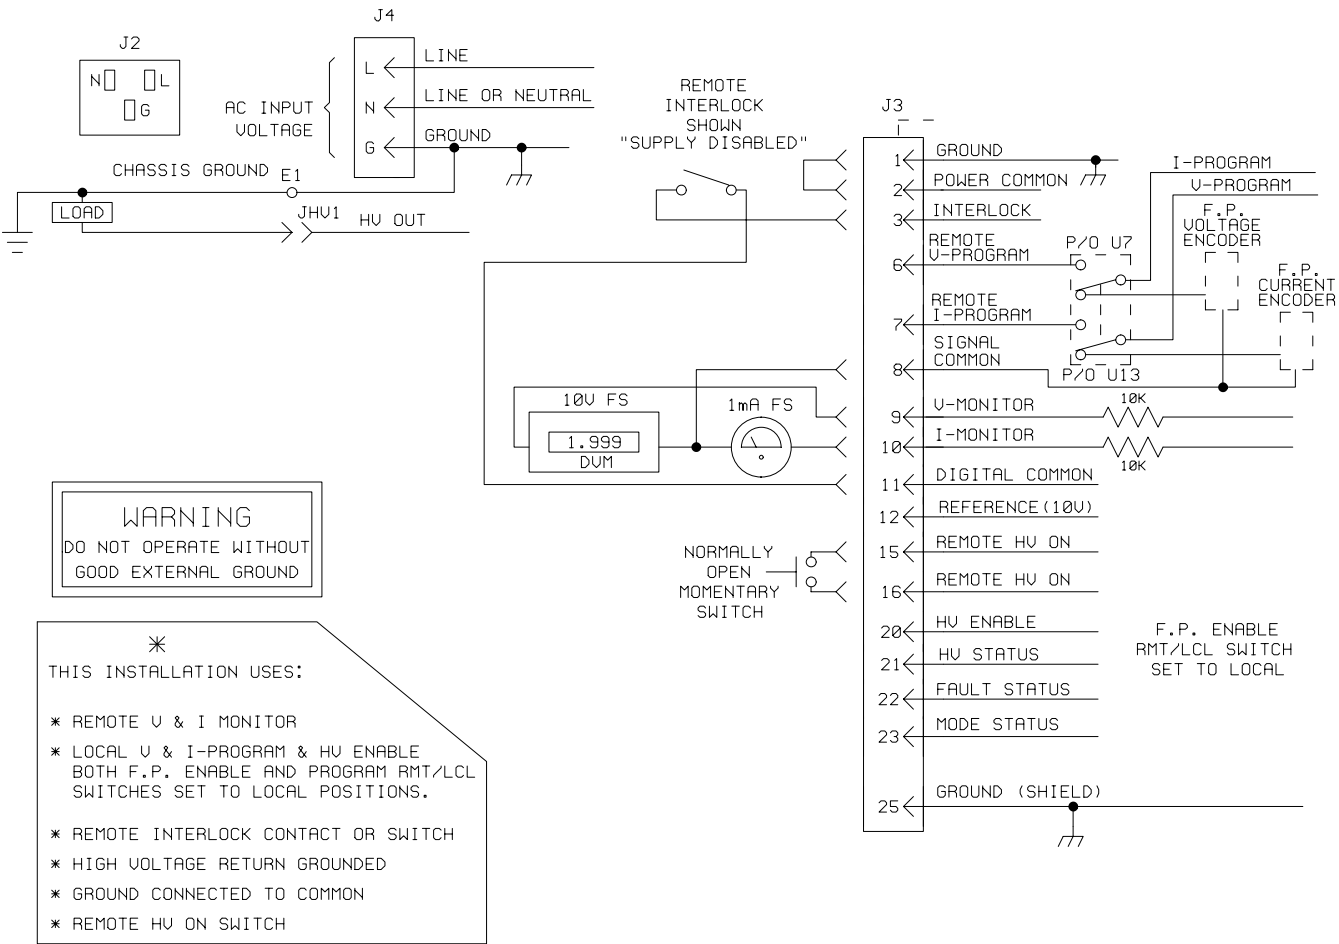 J4
J2
N
L
G
AC INPUT
VOLTAGE
L
LINE
N
LINE OR NEUTRAL
G
GROUND
CHASSIS GROUND
E1
LOAD
JHV1
HV OUT
REMOTE
INTERLOCK
SHOWN
"SUPPLY DISABLED"
J3
1
GROUND
2
POWER COMMON
3
INTERLOCK
6
REMOTE
V-PROGRAM
7
REMOTE
I-PROGRAM
8
SIGNAL
COMMON
9
V-MONITOR
10K
10
I-MONITOR
10K
11
DIGITAL COMMON
12
REFERENCE(10V)
15
REMOTE HV ON
16
REMOTE HV ON
20
HV ENABLE
21
HV STATUS
22
FAULT STATUS
23
MODE STATUS
25
GROUND (SHIELD)
I-PROGRAM
V-PROGRAM
P/O U7
F.P.
VOLTAGE
ENCODER
F.P.
CURRENT
ENCODER
P/O U13
10V FS
1.999
DVM
1mA FS
NORMALLY
OPEN
MOMENTARY
SWITCH
F.P. ENABLE
RMT/LCL SWITCH
SET TO LOCAL
WARNING
DO NOT OPERATE WITHOUT
GOOD EXTERNAL GROUND
*
THIS INSTALLATION USES:
* REMOTE V & I MONITOR
* LOCAL V & I-PROGRAM & HV ENABLE
BOTH F.P. ENABLE AND PROGRAM RMT/LCL
SWITCHES SET TO LOCAL POSITIONS.
* REMOTE INTERLOCK CONTACT OR SWITCH
* HIGH VOLTAGE RETURN GROUNDED
* GROUND CONNECTED TO COMMON
* REMOTE HV ON SWITCH